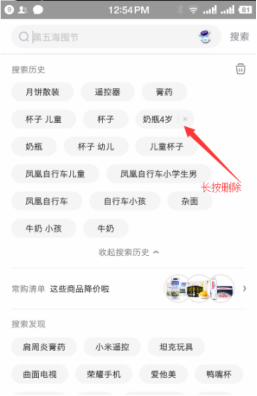 12:54PM 81
黑五海囤节 搜索
搜索历史
月饼散装 遥控器 膏药
杯子 儿童 杯子 奶瓶4岁 ×
奶瓶 杯子 幼儿 儿童杯子
长按删除
凤凰自行车儿童 凤凰自行车小学生男
凤凰自行车 自行车小孩 杂面
牛奶 小孩 牛奶
收起搜索历史
常购清单 这些商品降价啦
搜索发现
肩周炎膏药 小米遥控 坦克玩具
曲面电视 荣耀手机 爱他美 鸭嘴杯